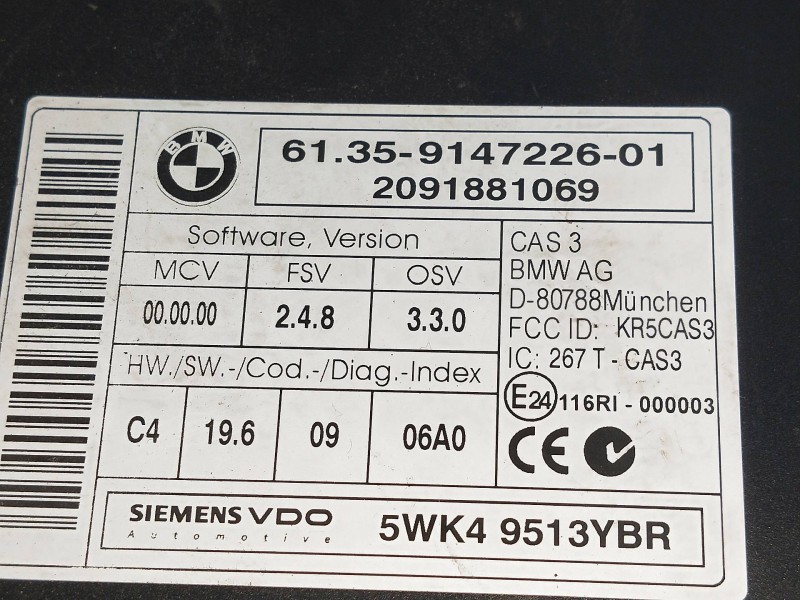 BMW
61.35-9147226-01
2091881069
Software, Version
MCV FSV OSV
00.00.00 2.4.8 3.3.0
HW./SW.-/Cod.-/Diag.-Index
C4 19.6 09 06A0
CAS 3
BMW AG
D-80788München
FCC ID: KR5CAS3
IC: 267 T - CAS3
E24 116RI - 000003
CE
SIEMENS VDO
Automotive
5WK4 9513YBR